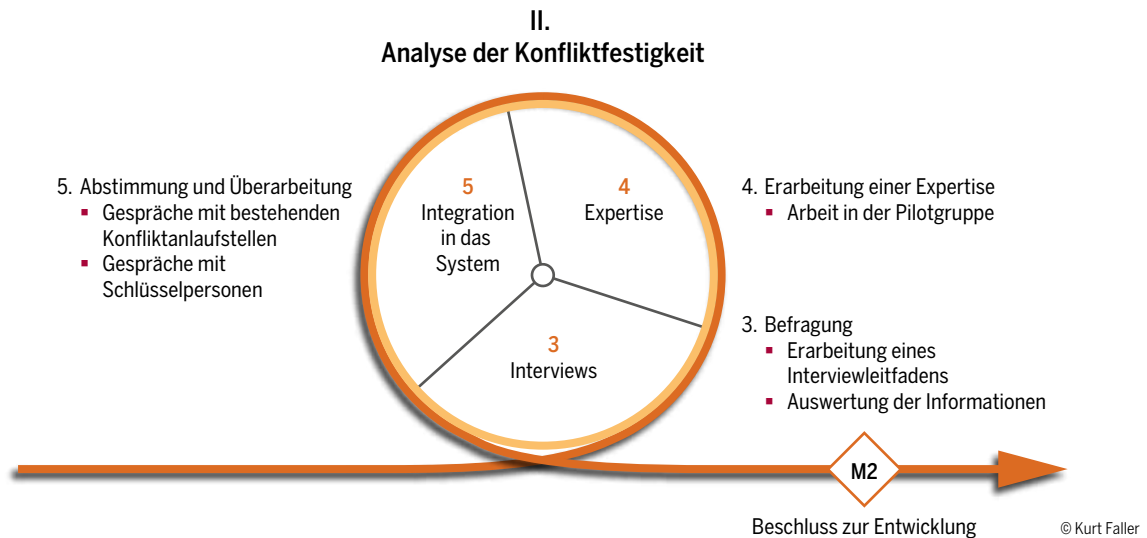 II.
Analyse der Konfliktfestigkeit
5. Abstimmung und Überarbeitung
▪ Gespräche mit bestehenden
Konfliktanlaufstellen
▪ Gespräche mit
Schlüsselpersonen
5
Integration
in das
System
4
Expertise
3
Interviews
4. Erarbeitung einer Expertise
▪ Arbeit in der Pilotgruppe
3. Befragung
▪ Erarbeitung eines
Interviewleitfadens
▪ Auswertung der Informationen
M2
Beschluss zur Entwicklung
© Kurt Faller